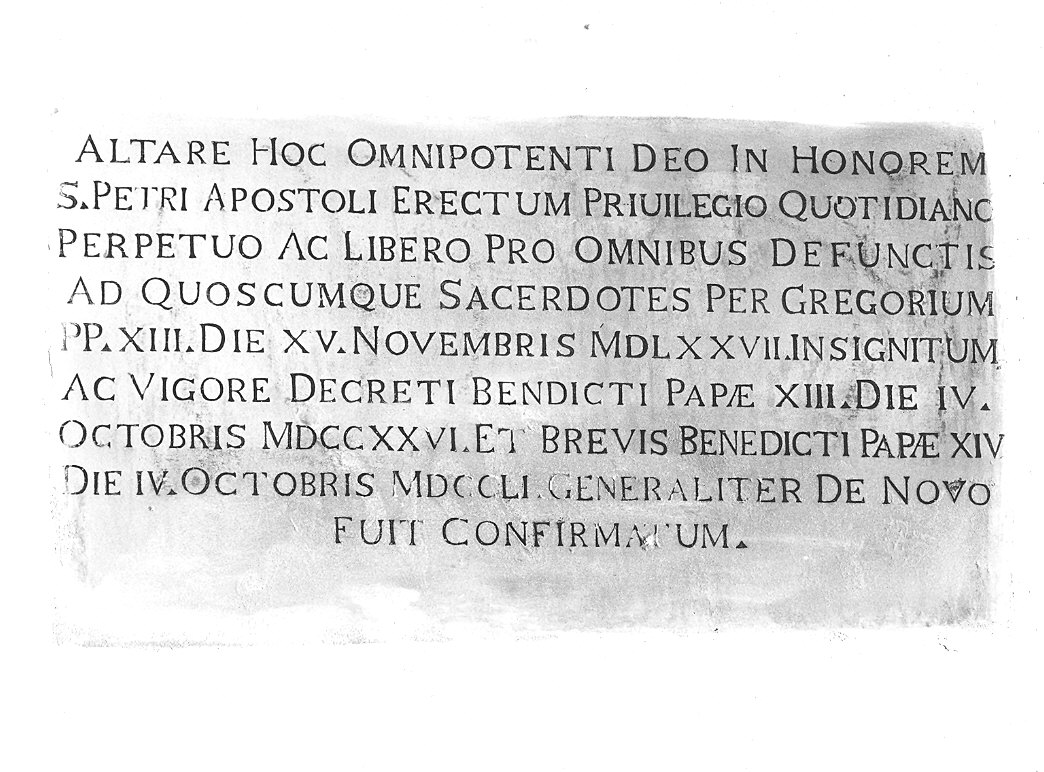 ALTARE HOC OMNIPOTENTI DEO IN HONOREM
S. PETRI APOSTOLI ERECTUM PRIUILEGIO QUOTIDIANO
PERPETUO AC LIBERO PRO OMNIBUS DEFUNCTIS
AD QUOSCUMQUE SACERDOTES PER GREGORIUM
PP. XIII. DIE XV. NOVEMBRIS MDLXXVII. INSIGNITUM
AC VIGORE DECRETI BENDICTI PAPÆ XIII. DIE IV.
OCTOBRIS MDCCXXVI. ET BREVIS BENEDICTI PAPÆ XIV
DIE IV. OCTOBRIS MDCCLI. GENERALITER DE NOVO
FUIT CONFIRMATUM.